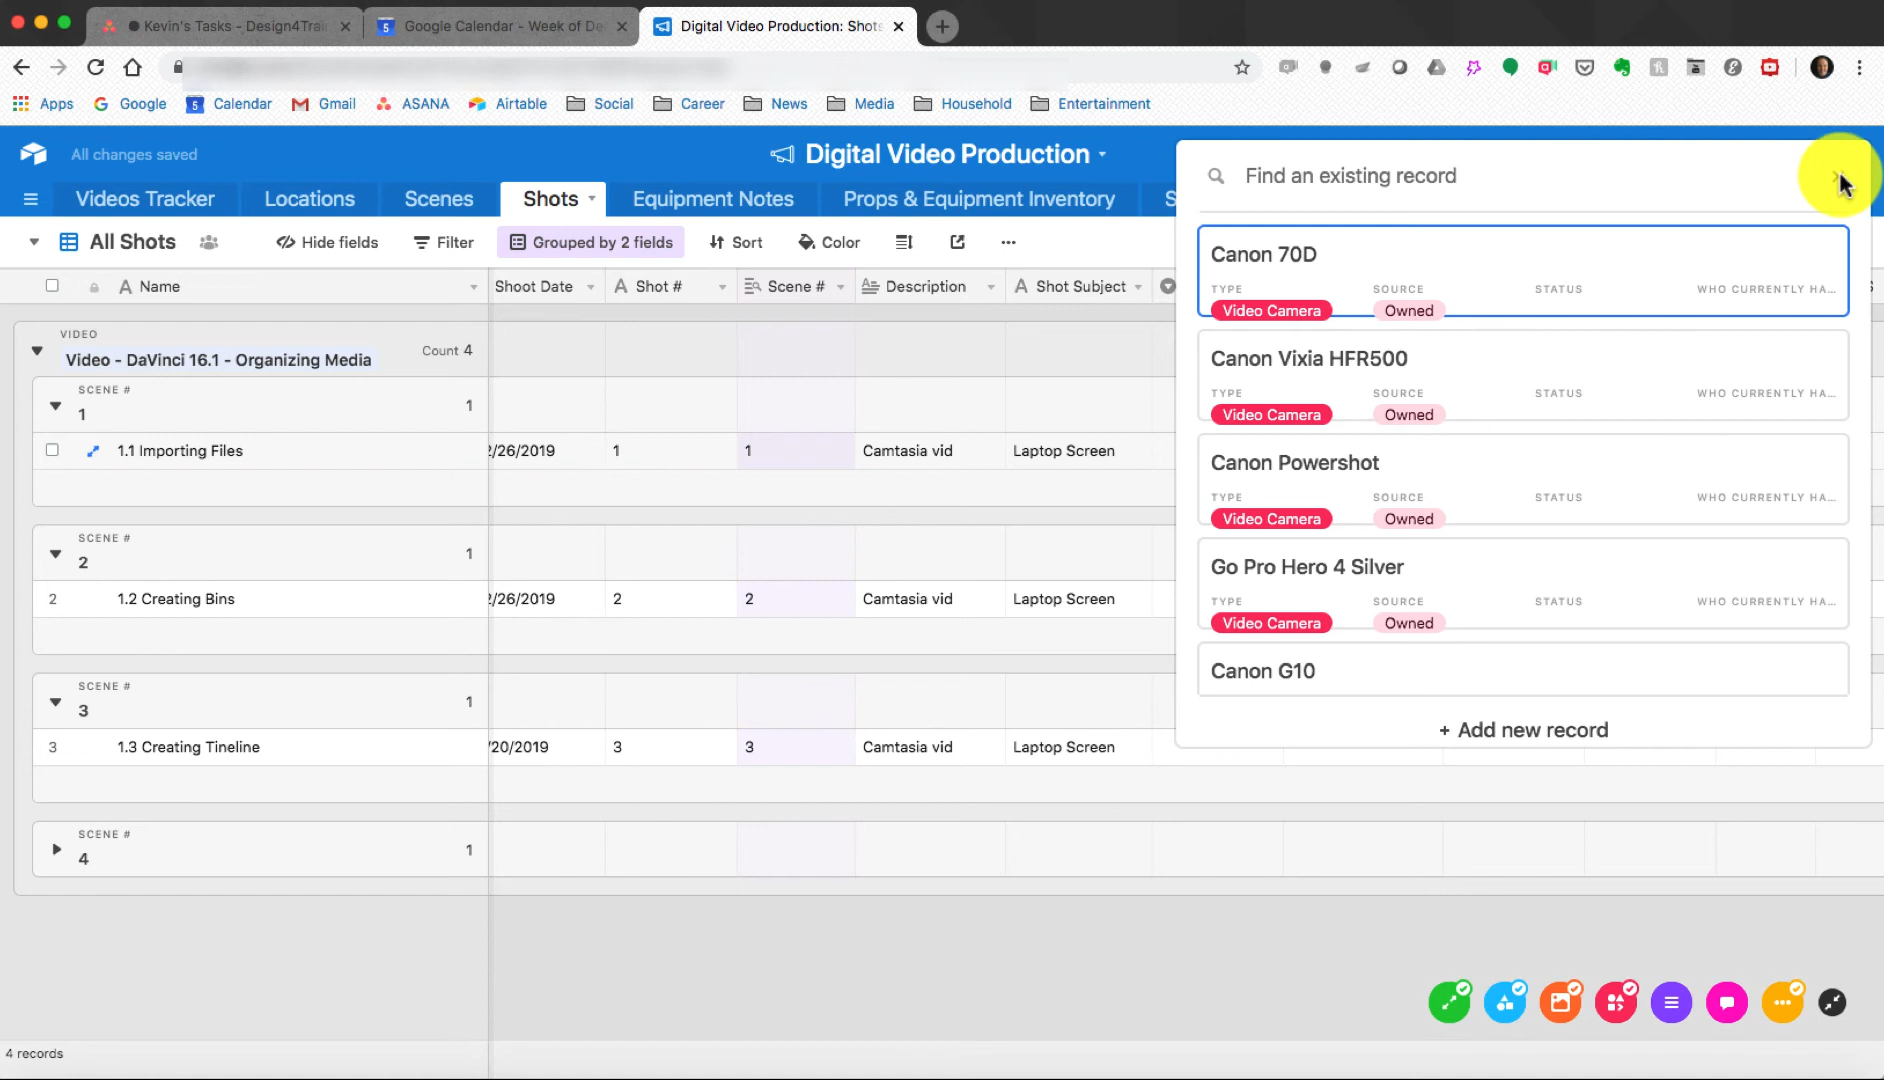 Kevin's Tasks - Design4Trai
Google Calendar - Week of De
Digital Video Production: Shots
Apps Google Calendar Gmail ASANA Airtable Social Career News Media Household Entertainment
All changes saved
Digital Video Production
Videos Tracker Locations Scenes Shots Equipment Notes Props & Equipment Inventory S
All Shots Hide fields Filter Grouped by 2 fields Sort Color
Name Shoot Date Shot # Scene # Description Shot Subject
VIDEO
Video - DaVinci 16.1 - Organizing Media Count 4
SCENE #
1 1
1.1 Importing Files 2/26/2019 1 1 Camtasia vid Laptop Screen
SCENE #
2 1
2 1.2 Creating Bins 2/26/2019 2 2 Camtasia vid Laptop Screen
SCENE #
3 1
3 1.3 Creating Tineline /20/2019 3 3 Camtasia vid Laptop Screen
SCENE #
4 1
4 records
Find an existing record
Canon 70D
TYPE SOURCE STATUS WHO CURRENTLY HA...
Video Camera Owned
Canon Vixia HFR500
TYPE SOURCE STATUS WHO CURRENTLY HA...
Video Camera Owned
Canon Powershot
TYPE SOURCE STATUS WHO CURRENTLY HA...
Video Camera Owned
Go Pro Hero 4 Silver
TYPE SOURCE STATUS WHO CURRENTLY HA...
Video Camera Owned
Canon G10
+ Add new record